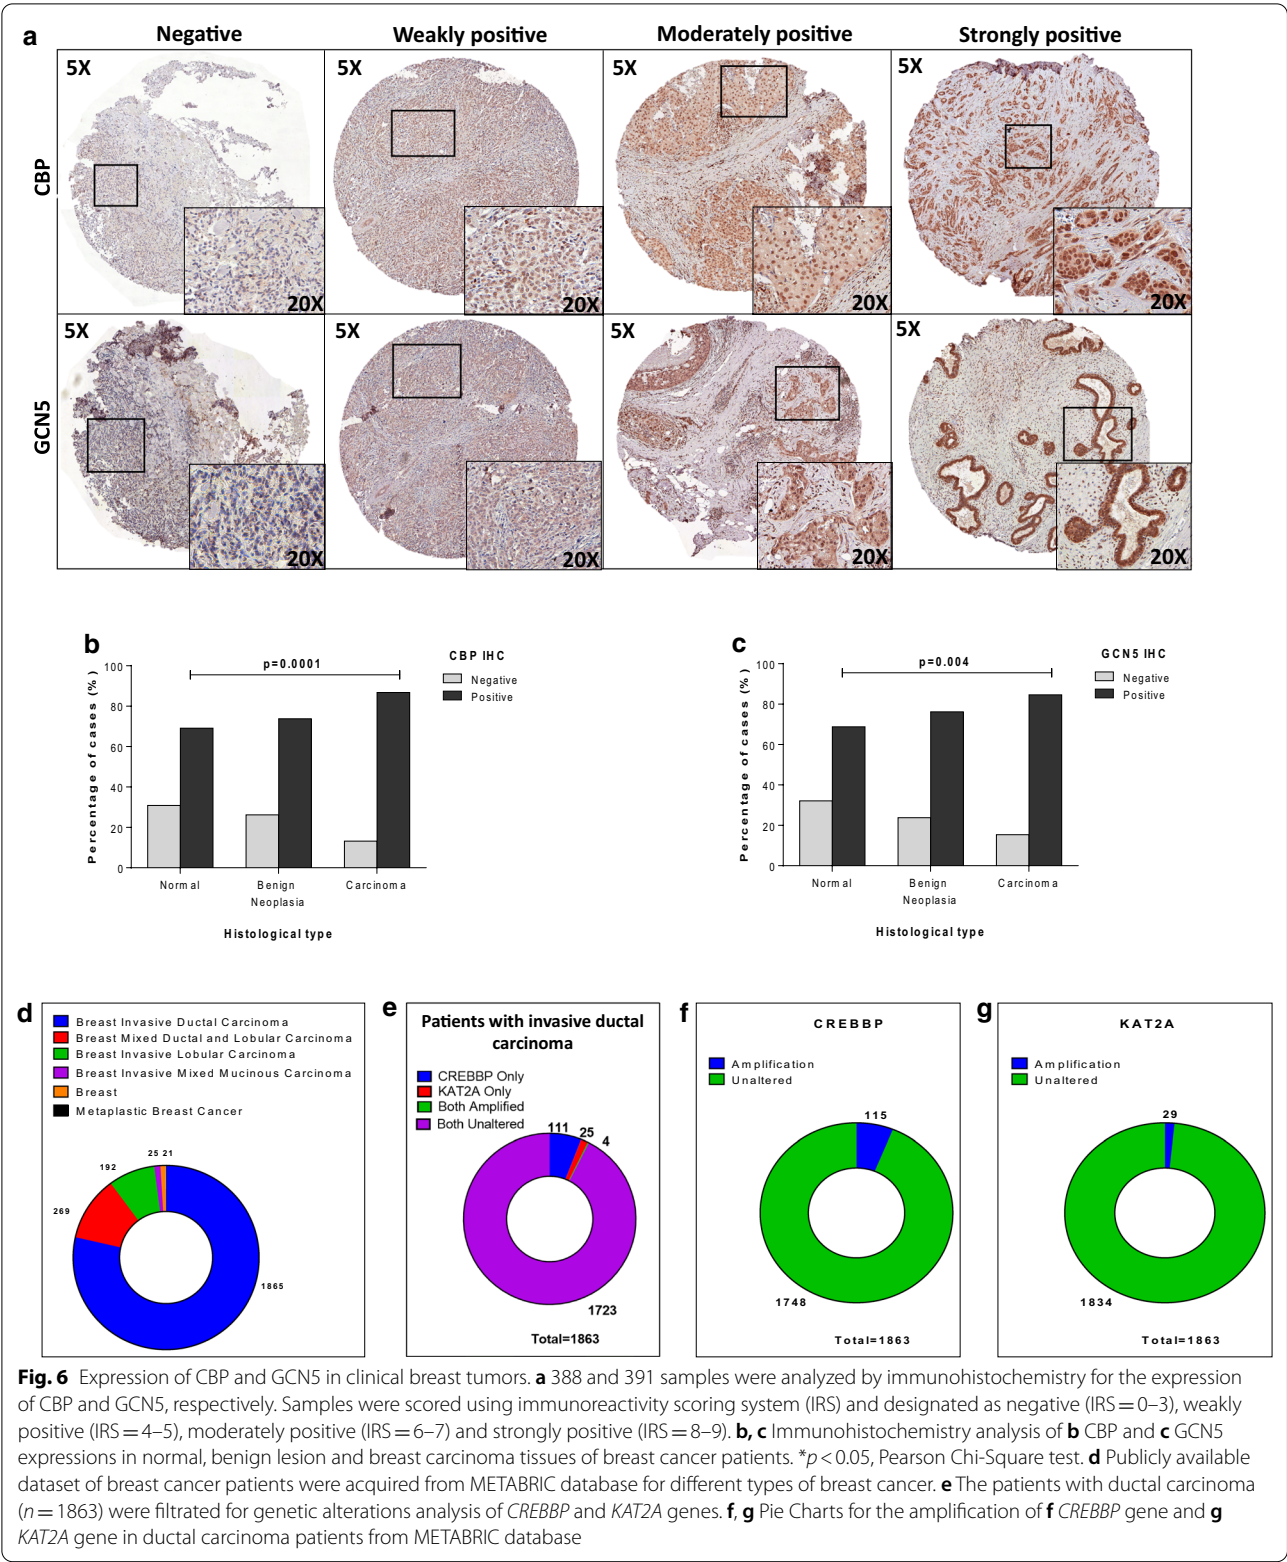 a
Negative Weakly positive Moderately positive Strongly positive
CBP
5X 5X 5X 5X
20X 20X 20X 20X
GCN5
5X 5X 5X 5X
20X 20X 20X 20X
b
p=0.0001
CBP IHC
Negative
Positive
Percentage of cases (%)
100
80
60
40
20
0
Normal Benign Neoplasia Carcinoma
Histological type
c
p=0.004
GCN5 IHC
Negative
Positive
Percentage of cases (%)
100
80
60
40
20
0
Normal Benign Neoplasia Carcinoma
Histological type
d
Breast Invasive Ductal Carcinoma
Breast Mixed Ductal and Lobular Carcinoma
Breast Invasive Lobular Carcinoma
Breast Invasive Mixed Mucinous Carcinoma
Breast
Metaplastic Breast Cancer
25 21
192
269
1865
e
Patients with invasive ductal
carcinoma
CREBBP Only
KAT2A Only
Both Amplified
Both Unaltered
111 25 4
1723
Total=1863
f
CREBBP
Amplification
Unaltered
115
1748
Total=1863
g
KAT2A
Amplification
Unaltered
29
1834
Total=1863
Fig. 6 Expression of CBP and GCN5 in clinical breast tumors. a 388 and 391 samples were analyzed by immunohistochemistry for the expression
of CBP and GCN5, respectively. Samples were scored using immunoreactivity scoring system (IRS) and designated as negative (IRS = 0–3), weakly
positive (IRS = 4–5), moderately positive (IRS = 6–7) and strongly positive (IRS = 8–9). b, c Immunohistochemistry analysis of b CBP and c GCN5
expressions in normal, benign lesion and breast carcinoma tissues of breast cancer patients. *p < 0.05, Pearson Chi-Square test. d Publicly available
dataset of breast cancer patients were acquired from METABRIC database for different types of breast cancer. e The patients with ductal carcinoma
(n = 1863) were filtrated for genetic alterations analysis of CREBBP and KAT2A genes. f, g Pie Charts for the amplification of f CREBBP gene and g
KAT2A gene in ductal carcinoma patients from METABRIC database